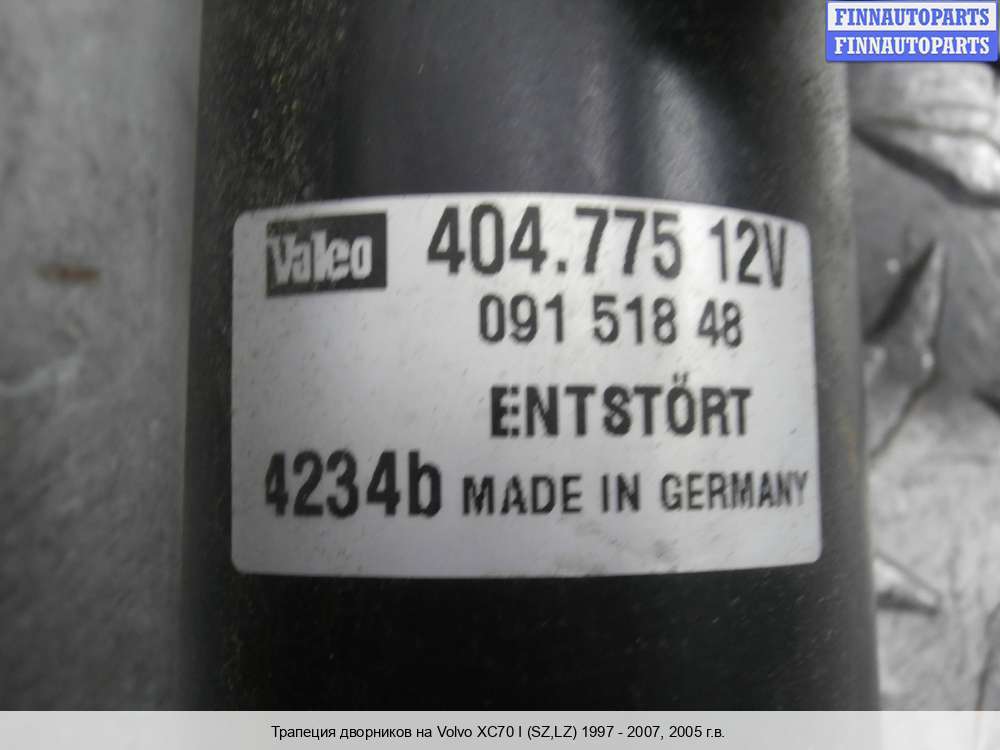 FINNAUTOPARTS
FINNAUTOPARTS
Valeo 404.775 12V
091 518 48
ENTSTÖRT
4234b MADE IN GERMANY
Трапеция дворников на Volvo XC70 I (SZ,LZ) 1997 - 2007, 2005 г.в.